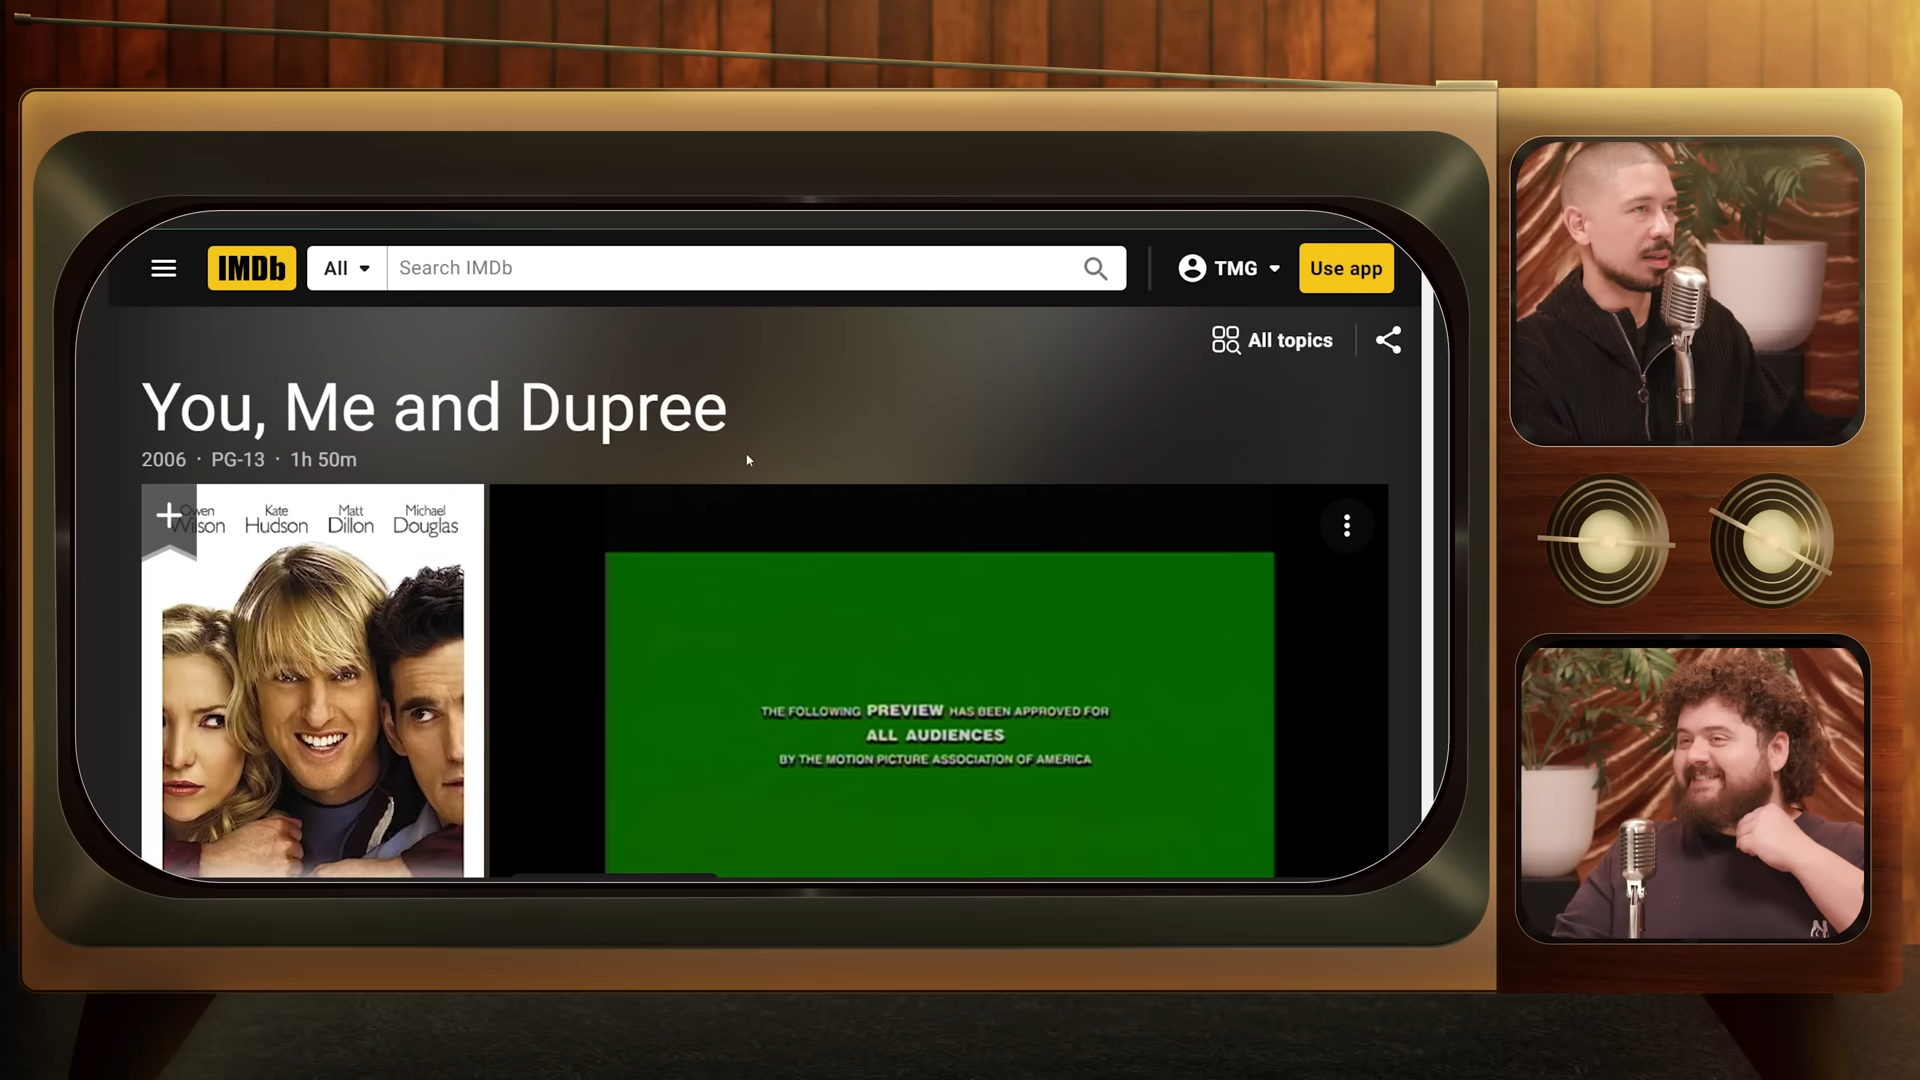 IMDb
All
Search IMDb
TMG
Use app
All topics
You, Me and Dupree
2006 · PG-13 · 1h 50m
Owen Wilson
Kate Hudson
Matt Dillon
Michael Douglas
THE FOLLOWING PREVIEW HAS BEEN APPROVED FOR
ALL AUDIENCES
BY THE MOTION PICTURE ASSOCIATION OF AMERICA